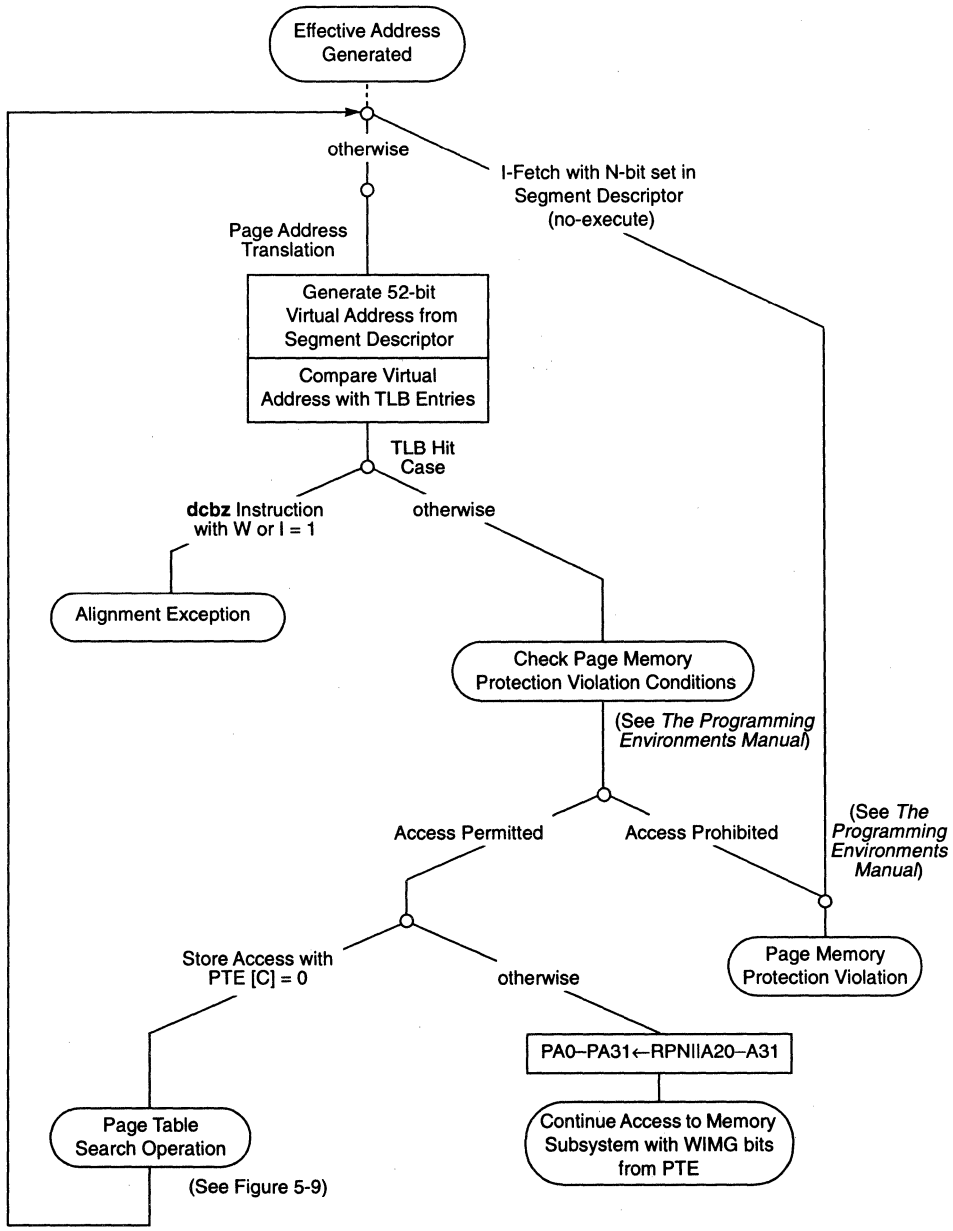 Effective Address
Generated
otherwise
I-Fetch with N-bit set in
Segment Descriptor
(no-execute)
Page Address
Translation
Generate 52-bit
Virtual Address from
Segment Descriptor
Compare Virtual
Address with TLB Entries
TLB Hit
Case
dcbz Instruction
with W or I = 1
otherwise
Alignment Exception
Check Page Memory
Protection Violation Conditions
(See The Programming
Environments Manual)
Access Permitted
Access Prohibited
(See The
Programming
Environments
Manual)
Store Access with
PTE [C] = 0
otherwise
Page Memory
Protection Violation
PA0–PA31←RPN||A20–A31
Page Table
Search Operation
Continue Access to Memory
Subsystem with WIMG bits
from PTE
(See Figure 5-9)